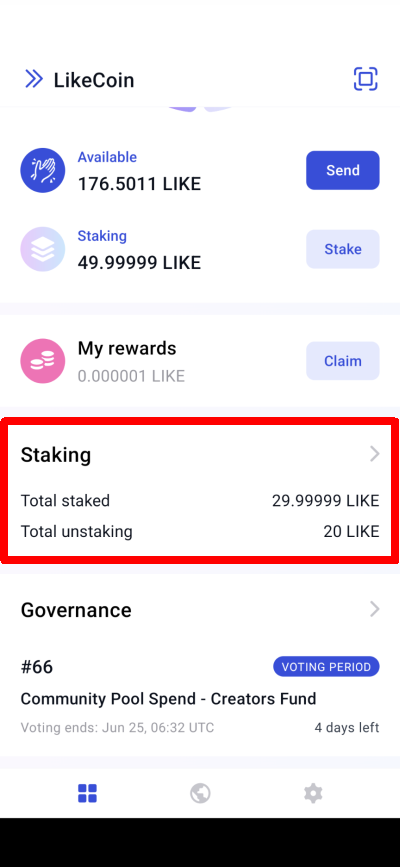 LikeCoin
Available
176.5011 LIKE
Send
Staking
49.99999 LIKE
Stake
My rewards
0.000001 LIKE
Claim
Staking
Total staked 29.99999 LIKE
Total unstaking 20 LIKE
Governance
#66 VOTING PERIOD
Community Pool Spend - Creators Fund
Voting ends: Jun 25, 06:32 UTC 4 days left